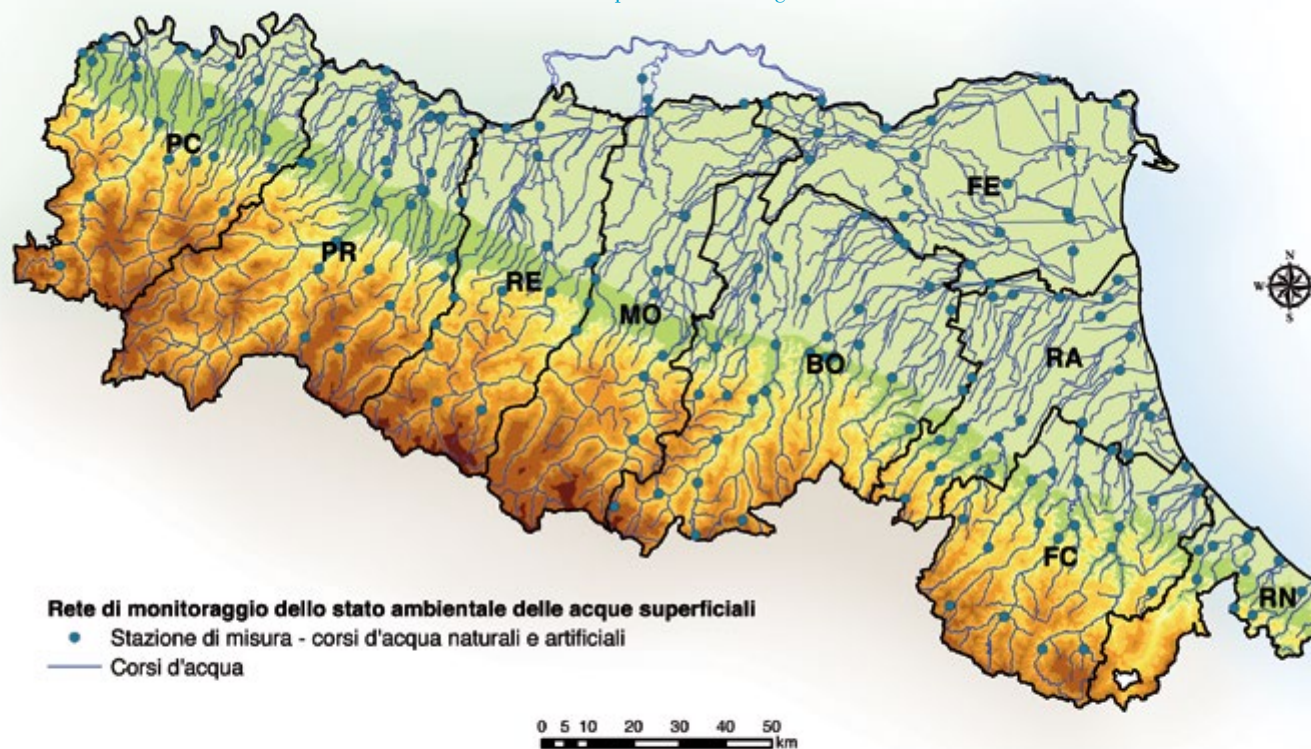 PC
FE
PR
RE
MO
BO
RA
FC
RN
N
W
S
Rete di monitoraggio dello stato ambientale delle acque superficiali
Stazione di misura - corsi d'acqua naturali e artificiali
Corsi d'acqua
0 5 10 20 30 40 50
km